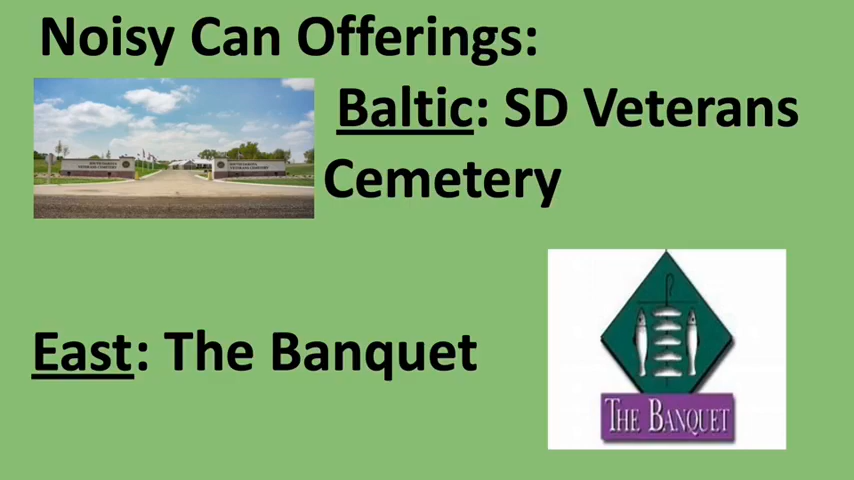 Noisy Can Offerings:
Baltic: SD Veterans
Cemetery
East: The Banquet
THE BANQUET